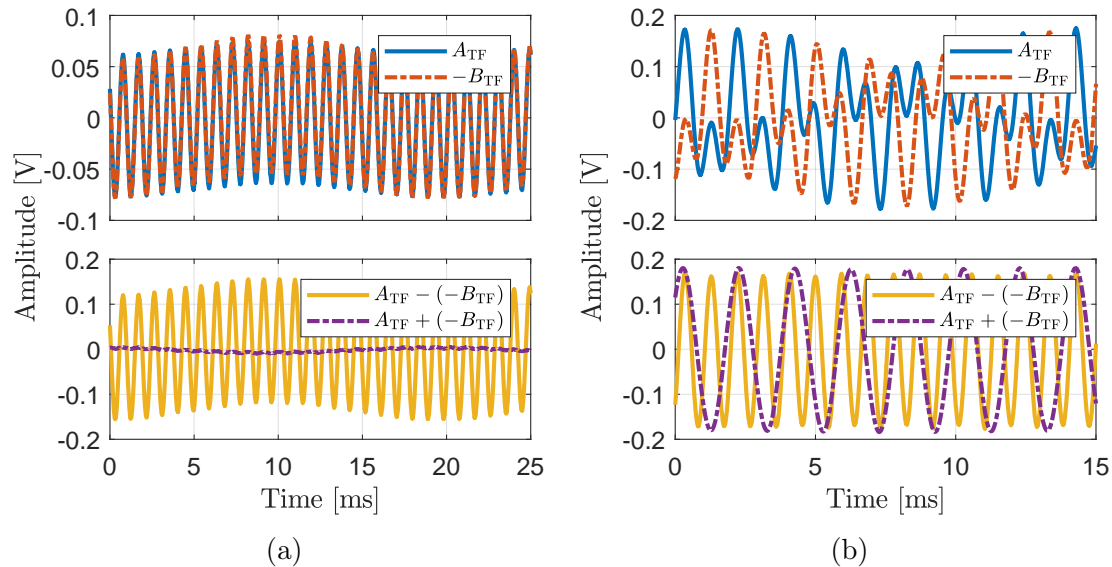 0.1
0.05
0
-0.05
-0.1
A_TF
-B_TF
0.2
0.1
0
-0.1
-0.2
A_TF − (−B_TF)
A_TF + (−B_TF)
0 5 10 15 20 25
Time [ms]
Amplitude [V]
(a)
0.2
0.1
0
-0.1
-0.2
A_TF
-B_TF
0.2
0.1
0
-0.1
-0.2
A_TF − (−B_TF)
A_TF + (−B_TF)
0 5 10 15
Time [ms]
Amplitude [V]
(b)